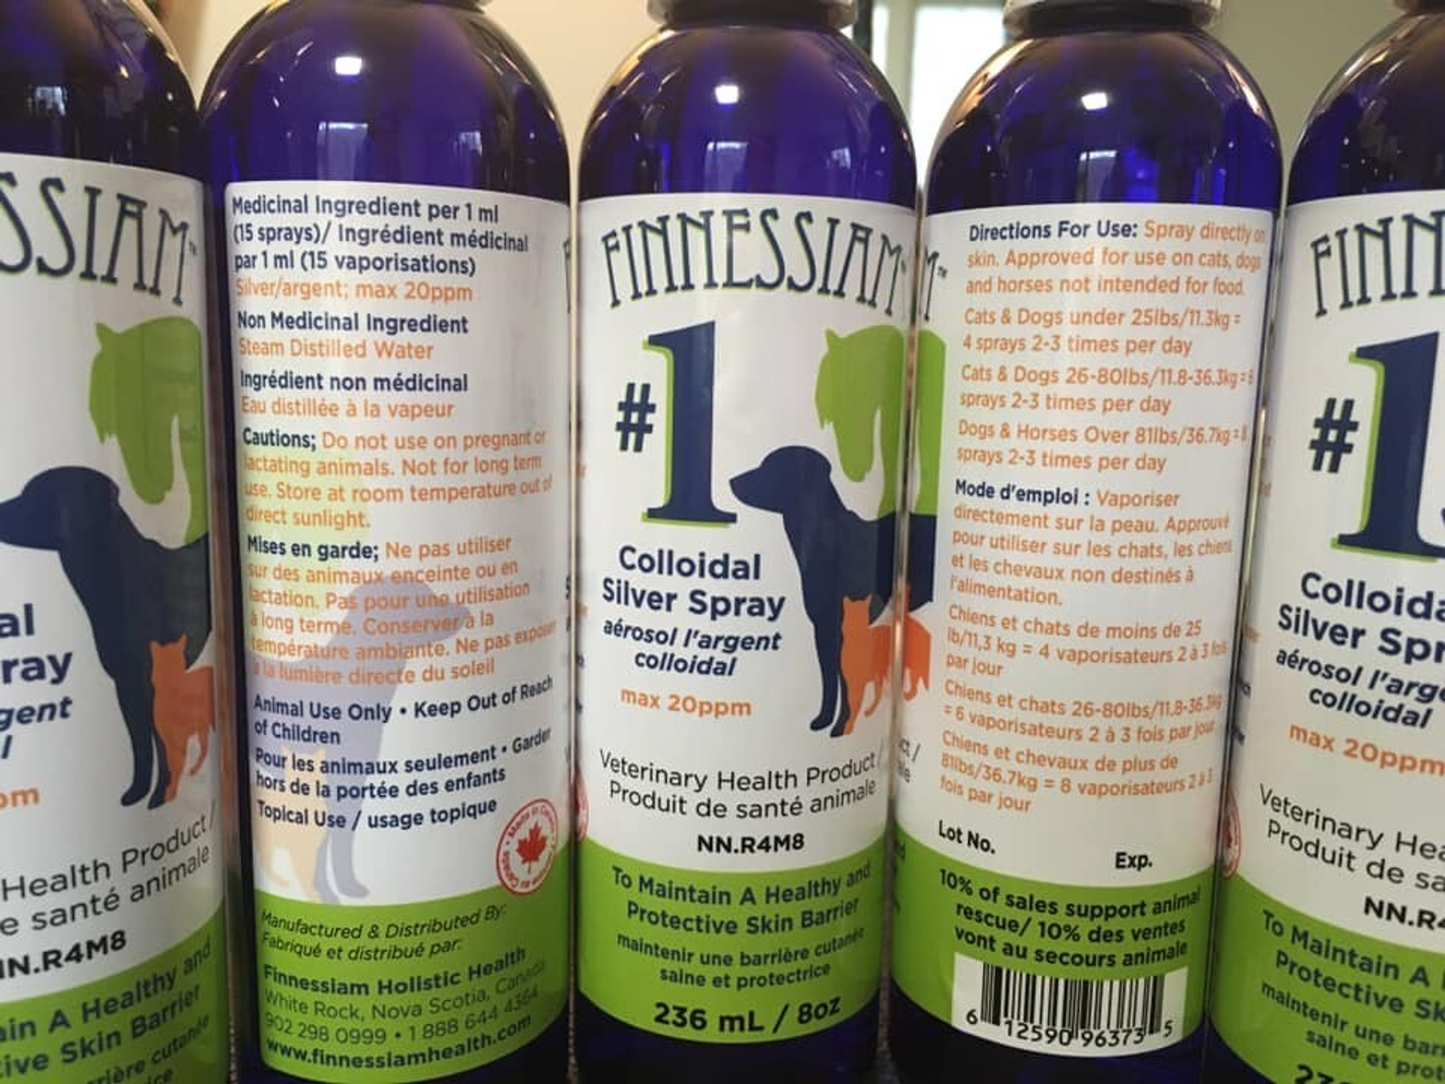 SSIAM
al
ray
gent
l
om
Health Product /
e santé animale
NN.R4M8
ain A Healthy and
tive Skin Barrier
Medicinal Ingredient per 1 ml
(15 sprays)/ Ingrédient médicinal
par 1 ml (15 vaporisations)
Silver/argent; max 20ppm
Non Medicinal Ingredient
Steam Distilled Water
Ingrédient non médicinal
Eau distillée à la vapeur
Cautions; Do not use on pregnant or
lactating animals. Not for long term
use. Store at room temperature out of
direct sunlight.
Mises en garde; Ne pas utiliser
sur des animaux enceinte ou en
lactation. Pas pour une utilisation
à long terme. Conserver à la
température ambiante. Ne pas exposer
à la lumière directe du soleil
Animal Use Only • Keep Out of Reach
of Children
Pour les animaux seulement • Garder
hors de la portée des enfants
Topical Use / usage topique
Made in Canada
Manufactured & Distributed By:
Fabriqué et distribué par:
Finnessiam Holistic Health
White Rock, Nova Scotia, Canada
902 298 0999 • 1 888 644 4364
www.finnessiamhealth.com
FINNESSIAM
#1
Colloidal
Silver Spray
aérosol l'argent
colloidal
max 20ppm
Veterinary Health Product /
Produit de santé animale
NN.R4M8
To Maintain A Healthy and
Protective Skin Barrier
maintenir une barrière cutanée
saine et protectrice
236 mL / 8oz
Directions For Use: Spray directly on
skin. Approved for use on cats, dogs
and horses not intended for food.
Cats & Dogs under 25lbs/11.3kg =
4 sprays 2-3 times per day
Cats & Dogs 26-80lbs/11.8-36.3kg = 6
sprays 2-3 times per day
Dogs & Horses Over 81lbs/36.7kg = 8
sprays 2-3 times per day
Mode d'emploi : Vaporiser
directement sur la peau. Approuvé
pour utiliser sur les chats, les chiens
et les chevaux non destinés à
l'alimentation.
Chiens et chats de moins de 25
lb/11,3 kg = 4 vaporisateurs 2 à 3 fois
par jour
Chiens et chats 26-80lbs/11.8-36.3kg
= 6 vaporisateurs 2 à 3 fois par jour
Chiens et chevaux de plus de
81lbs/36.7kg = 8 vaporisateurs 2 à 3
fois par jour
Lot No. Exp.
10% of sales support animal
rescue/ 10% des ventes
vont au secours animale
6 12590 96373 5
FINN
#1
Colloida
Silver Spr
aérosol l'arge
colloidal
max 20ppm
Veterinary Hea
Produit de sa
NN.R4
To Maintain A
Protective Sk
maintenir une bar
saine et prot